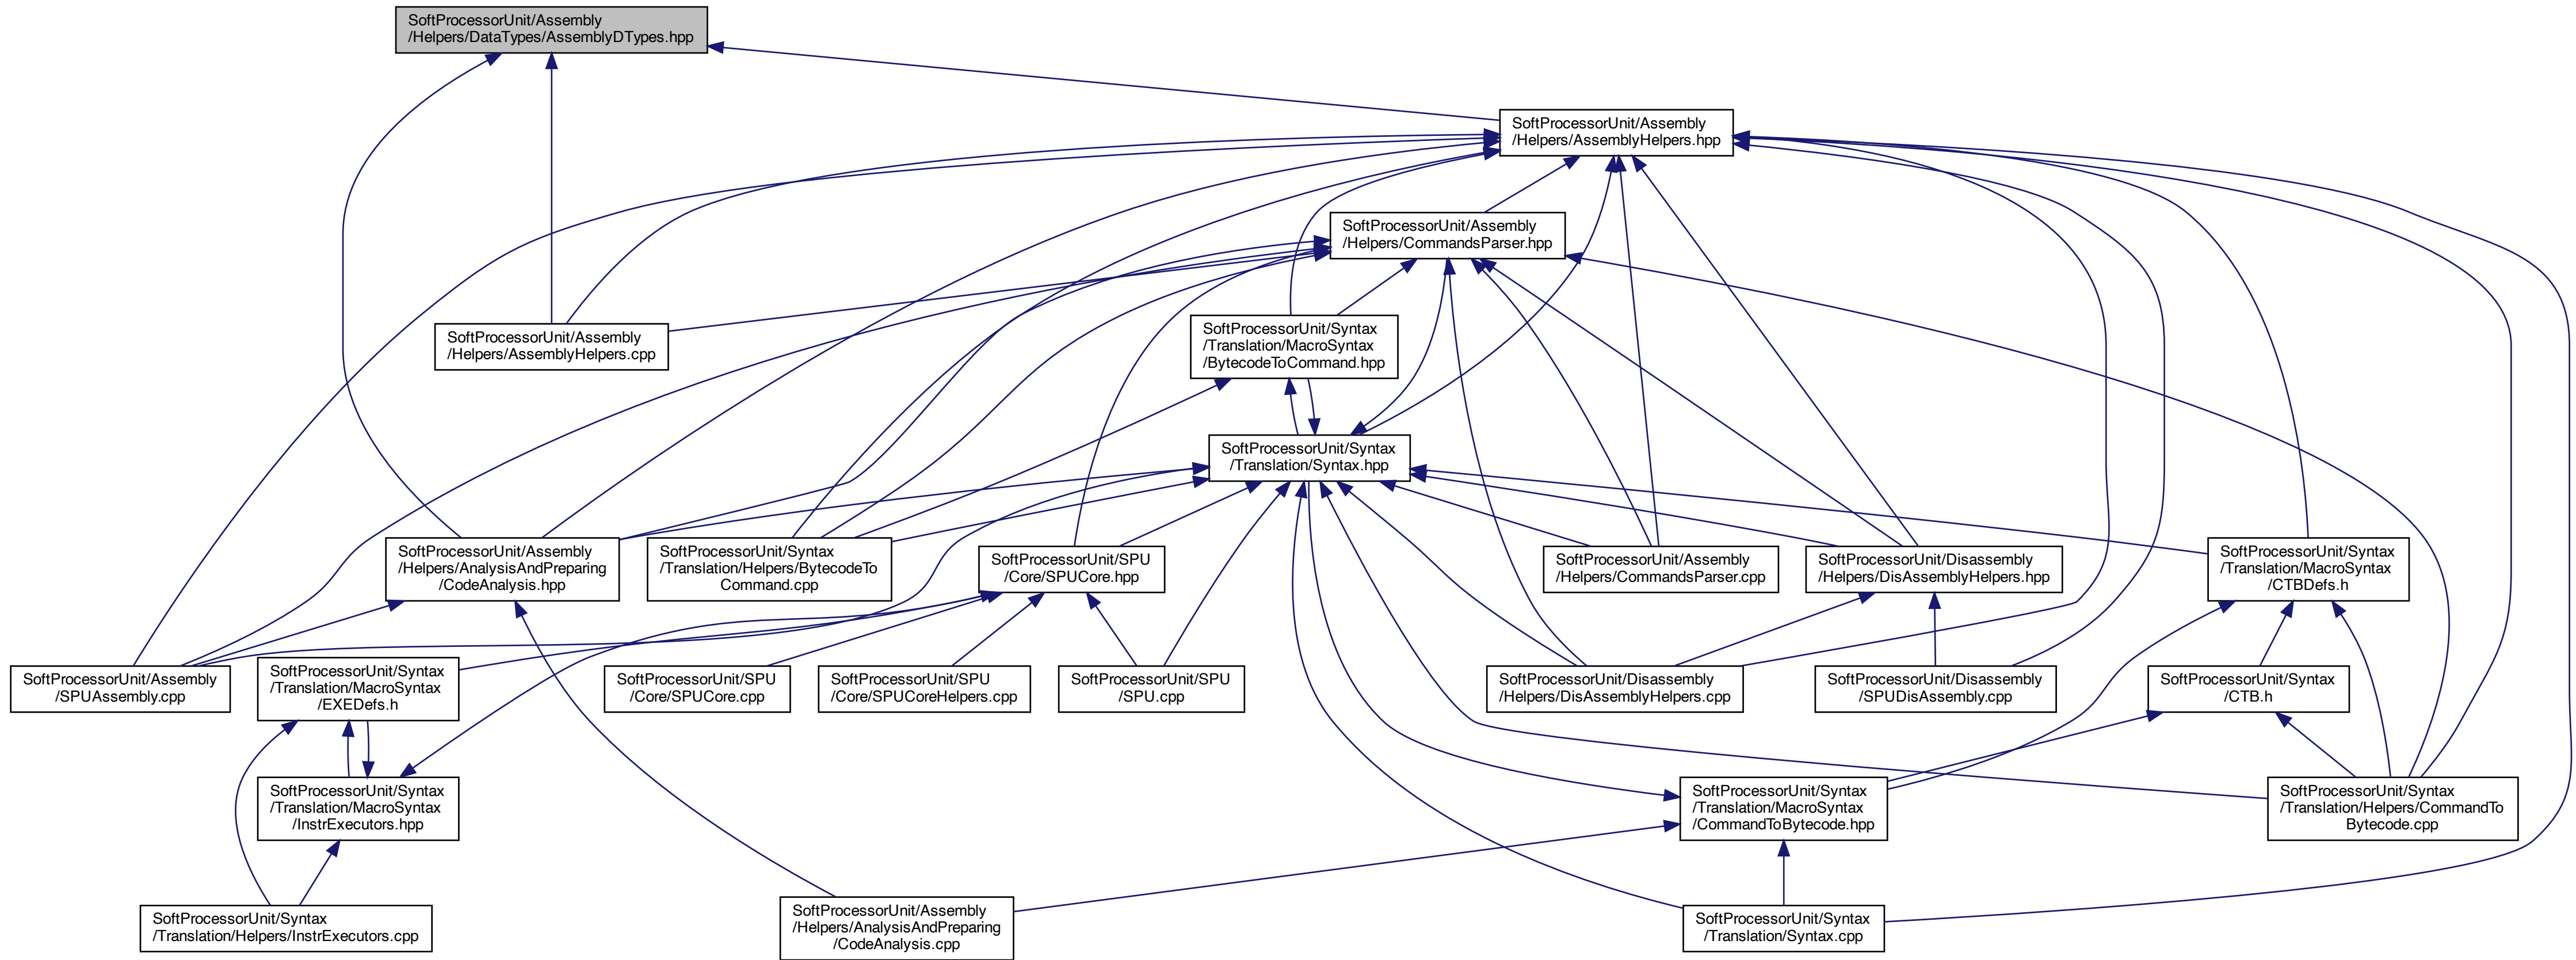 SoftProcessorUnit/Assembly
/Helpers/DataTypes/AssemblyDTypes.hpp
SoftProcessorUnit/Assembly
/Helpers/AssemblyHelpers.hpp
SoftProcessorUnit/Assembly
/Helpers/CommandsParser.hpp
SoftProcessorUnit/Assembly
/Helpers/AssemblyHelpers.cpp
SoftProcessorUnit/Syntax
/Translation/MacroSyntax
/BytecodeToCommand.hpp
SoftProcessorUnit/Syntax
/Translation/Syntax.hpp
SoftProcessorUnit/Assembly
/Helpers/AnalysisAndPreparing
/CodeAnalysis.hpp
SoftProcessorUnit/Syntax
/Translation/Helpers/BytecodeTo
Command.cpp
SoftProcessorUnit/SPU
/Core/SPUCore.hpp
SoftProcessorUnit/Assembly
/Helpers/CommandsParser.cpp
SoftProcessorUnit/Disassembly
/Helpers/DisAssemblyHelpers.hpp
SoftProcessorUnit/Syntax
/Translation/MacroSyntax
/CTBDefs.h
SoftProcessorUnit/Assembly
/SPUAssembly.cpp
SoftProcessorUnit/Syntax
/Translation/MacroSyntax
/EXEDefs.h
SoftProcessorUnit/SPU
/Core/SPUCore.cpp
SoftProcessorUnit/SPU
/Core/SPUCoreHelpers.cpp
SoftProcessorUnit/SPU
/SPU.cpp
SoftProcessorUnit/Disassembly
/Helpers/DisAssemblyHelpers.cpp
SoftProcessorUnit/Disassembly
/SPUDisAssembly.cpp
SoftProcessorUnit/Syntax
/CTB.h
SoftProcessorUnit/Syntax
/Translation/MacroSyntax
/InstrExecutors.hpp
SoftProcessorUnit/Syntax
/Translation/MacroSyntax
/CommandToBytecode.hpp
SoftProcessorUnit/Syntax
/Translation/Helpers/CommandTo
Bytecode.cpp
SoftProcessorUnit/Syntax
/Translation/Helpers/InstrExecutors.cpp
SoftProcessorUnit/Assembly
/Helpers/AnalysisAndPreparing
/CodeAnalysis.cpp
SoftProcessorUnit/Syntax
/Translation/Syntax.cpp